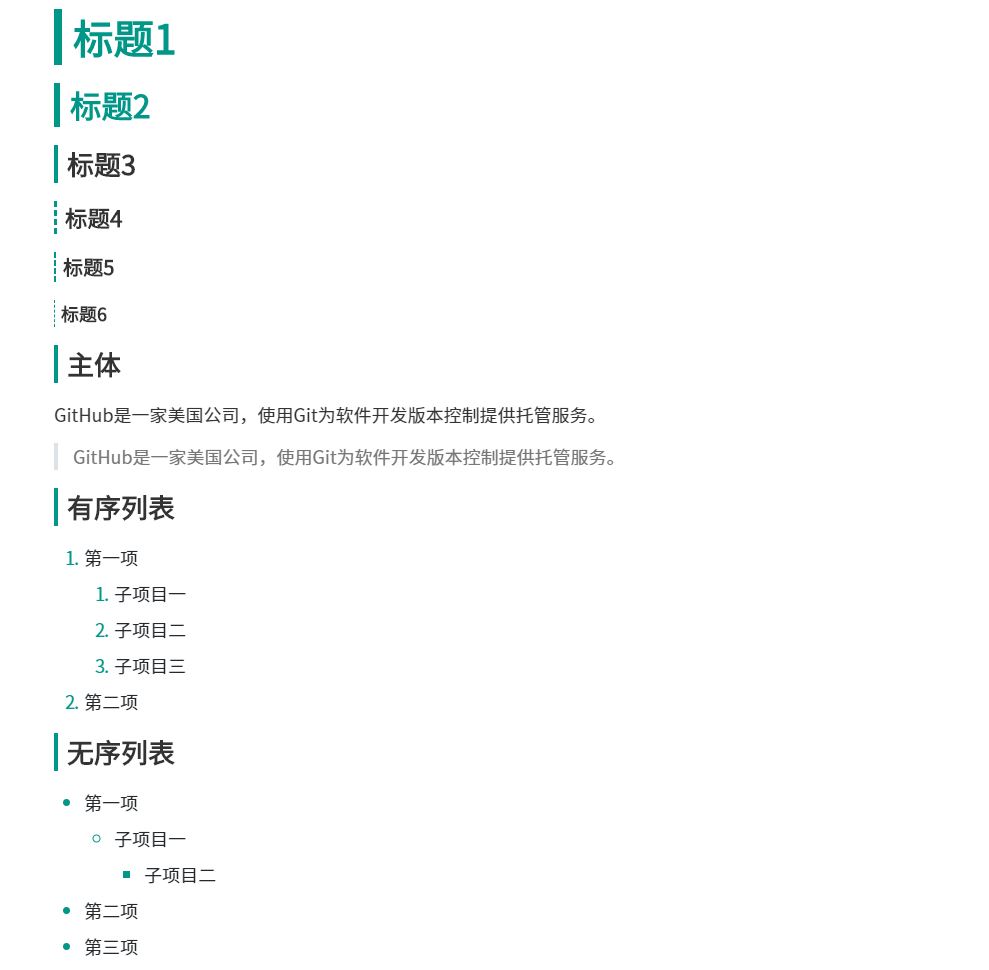 标题1
标题2
标题3
标题4
标题5
标题6
主体
GitHub是一家美国公司，使用Git为软件开发版本控制提供托管服务。
GitHub是一家美国公司，使用Git为软件开发版本控制提供托管服务。
有序列表
1. 第一项
1. 子项目一
2. 子项目二
3. 子项目三
2. 第二项
无序列表
第一项
子项目一
子项目二
第二项
第三项